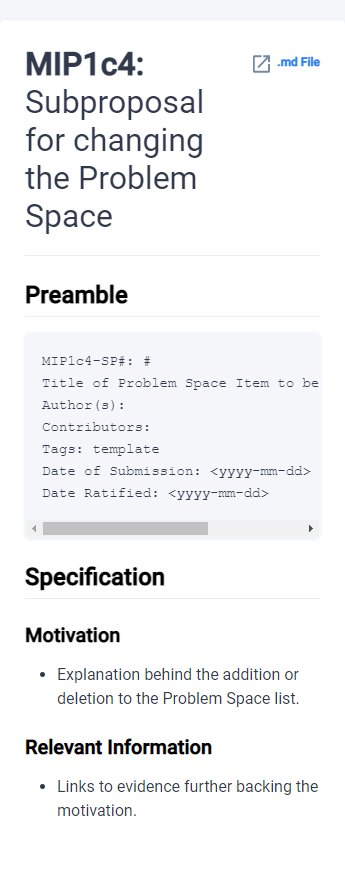 MIP1c4:
.md File
Subproposal
for changing
the Problem
Space
Preamble
MIP1c4-SP#: #
Title of Problem Space Item to be
Author(s):
Contributors:
Tags: template
Date of Submission: <yyyy-mm-dd>
Date Ratified: <yyyy-mm-dd>
Specification
Motivation
• Explanation behind the addition or
deletion to the Problem Space list.
Relevant Information
• Links to evidence further backing the
motivation.